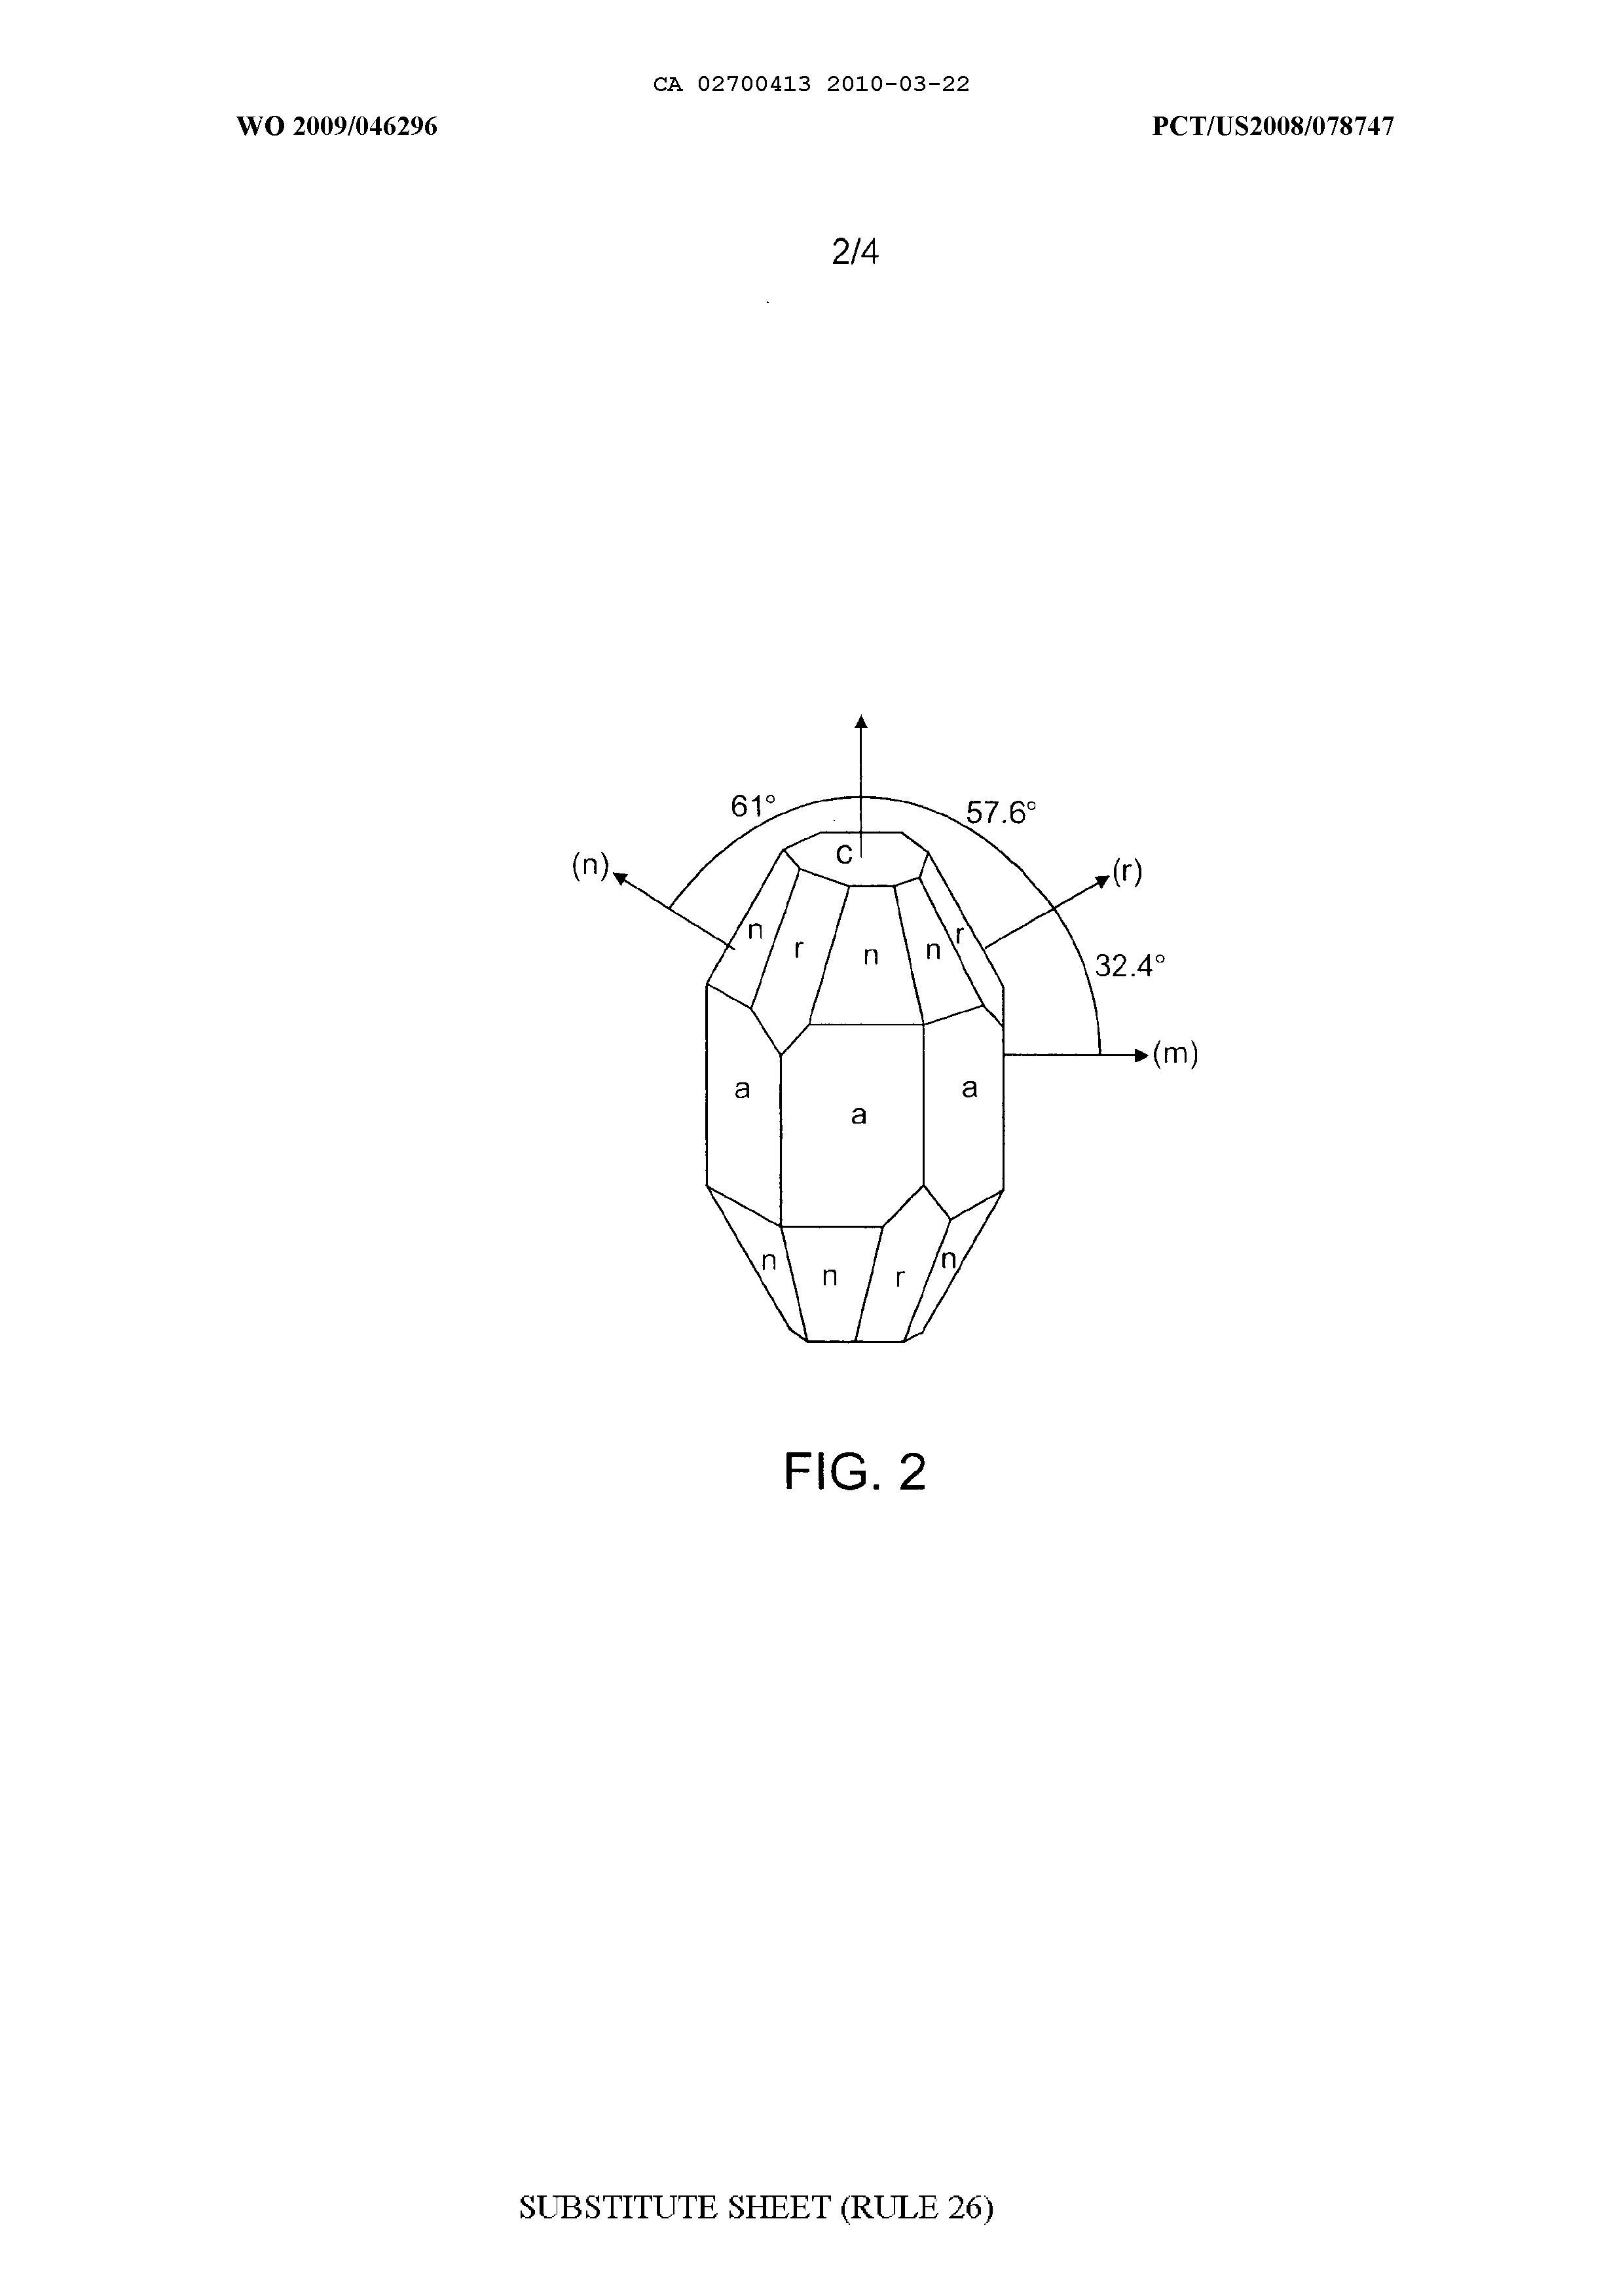 CA 02700413 2010-03-22
WO 2009/046296
PCT/US2008/078747
2/4
61°
57.6°
c
(n)
(r)
n
r
n
n
r
32.4°
(m)
a
a
a
n
n
r
n
FIG. 2
SUBSTITUTE SHEET (RULE 26)